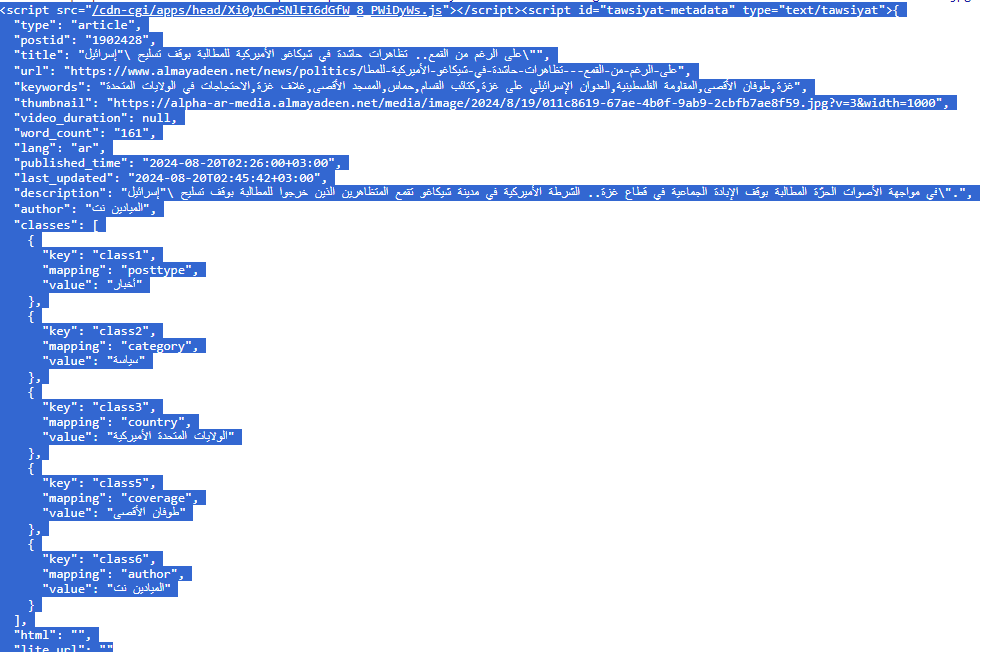 <script src="/cdn-cgi/apps/head/Xi0ybCrSNlEI6dGfW_8_PWiDyWs.js"></script><script id="tawsiyat-metadata" type="text/tawsiyat">{
"type": "article",
"postid": "1902428",
"title": "على الرغم من القمع.. تظاهرات حاشدة في شيكاغو الأميركية للمطالبة بوقف تسليح \"إسرائيل\"",
"url": "https://www.almayadeen.net/news/politics/على-الرغم-من-القمع---تظاهرات-حاشدة-في-شيكاغو-الأميركية-للمطا",
"keywords": "غزة,طوفان الأقصى,المقاومة الفلسطينية,العدوان الإسرائيلي على غزة,كتائب القسام,حماس,المسجد الأقصى,غلاف غزة,الاحتجاجات في الولايات المتحدة",
"thumbnail": "https://alpha-ar-media.almayadeen.net/media/image/2024/8/19/011c8619-67ae-4b0f-9ab9-2cbfb7ae8f59.jpg?v=3&width=1000",
"video_duration": null,
"word_count": "161",
"lang": "ar",
"published_time": "2024-08-20T02:26:00+03:00",
"last_updated": "2024-08-20T02:45:42+03:00",
"description": "في مواجهة الأصوات الحرّة المطالبة بوقف الإبادة الجماعية في قطاع غزة.. الشرطة الأميركية في مدينة شيكاغو تقمع المتظاهرين الذين خرجوا للمطالبة بوقف تسليح \"إسرائيل\".",
"author": "الميادين نت",
"classes": [
{
"key": "class1",
"mapping": "posttype",
"value": "أخبار"
},
{
"key": "class2",
"mapping": "category",
"value": "سياسة"
},
{
"key": "class3",
"mapping": "country",
"value": "الولايات المتحدة الأميركية"
},
{
"key": "class5",
"mapping": "coverage",
"value": "طوفان الأقصى"
},
{
"key": "class6",
"mapping": "author",
"value": "الميادين نت"
}
],
"html": "",
"lite_url": ""